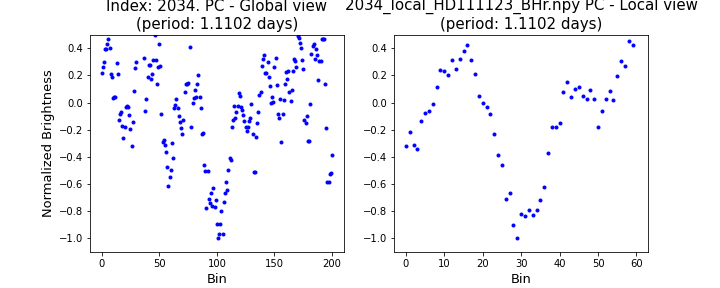 Index: 2034. PC - Global view
(period: 1.1102 days)
2034_local_HD111123_BHr.npy PC - Local view
(period: 1.1102 days)
Normalized Brightness
0.4
0.2
0.0
−0.2
−0.4
−0.6
−0.8
−1.0
0 50 100 150 200
Bin
0.4
0.2
0.0
−0.2
−0.4
−0.6
−0.8
−1.0
0 10 20 30 40 50 60
Bin